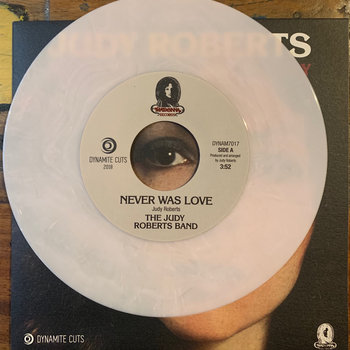 JUDY ROBERTS
DYNAM7017
SIDE A
Produced and arranged
by Judy Roberts
3:52
DYNAMITE CUTS
2018
NEVER WAS LOVE
Judy Roberts
THE JUDY
ROBERTS BAND
DYNAMITE CUTS